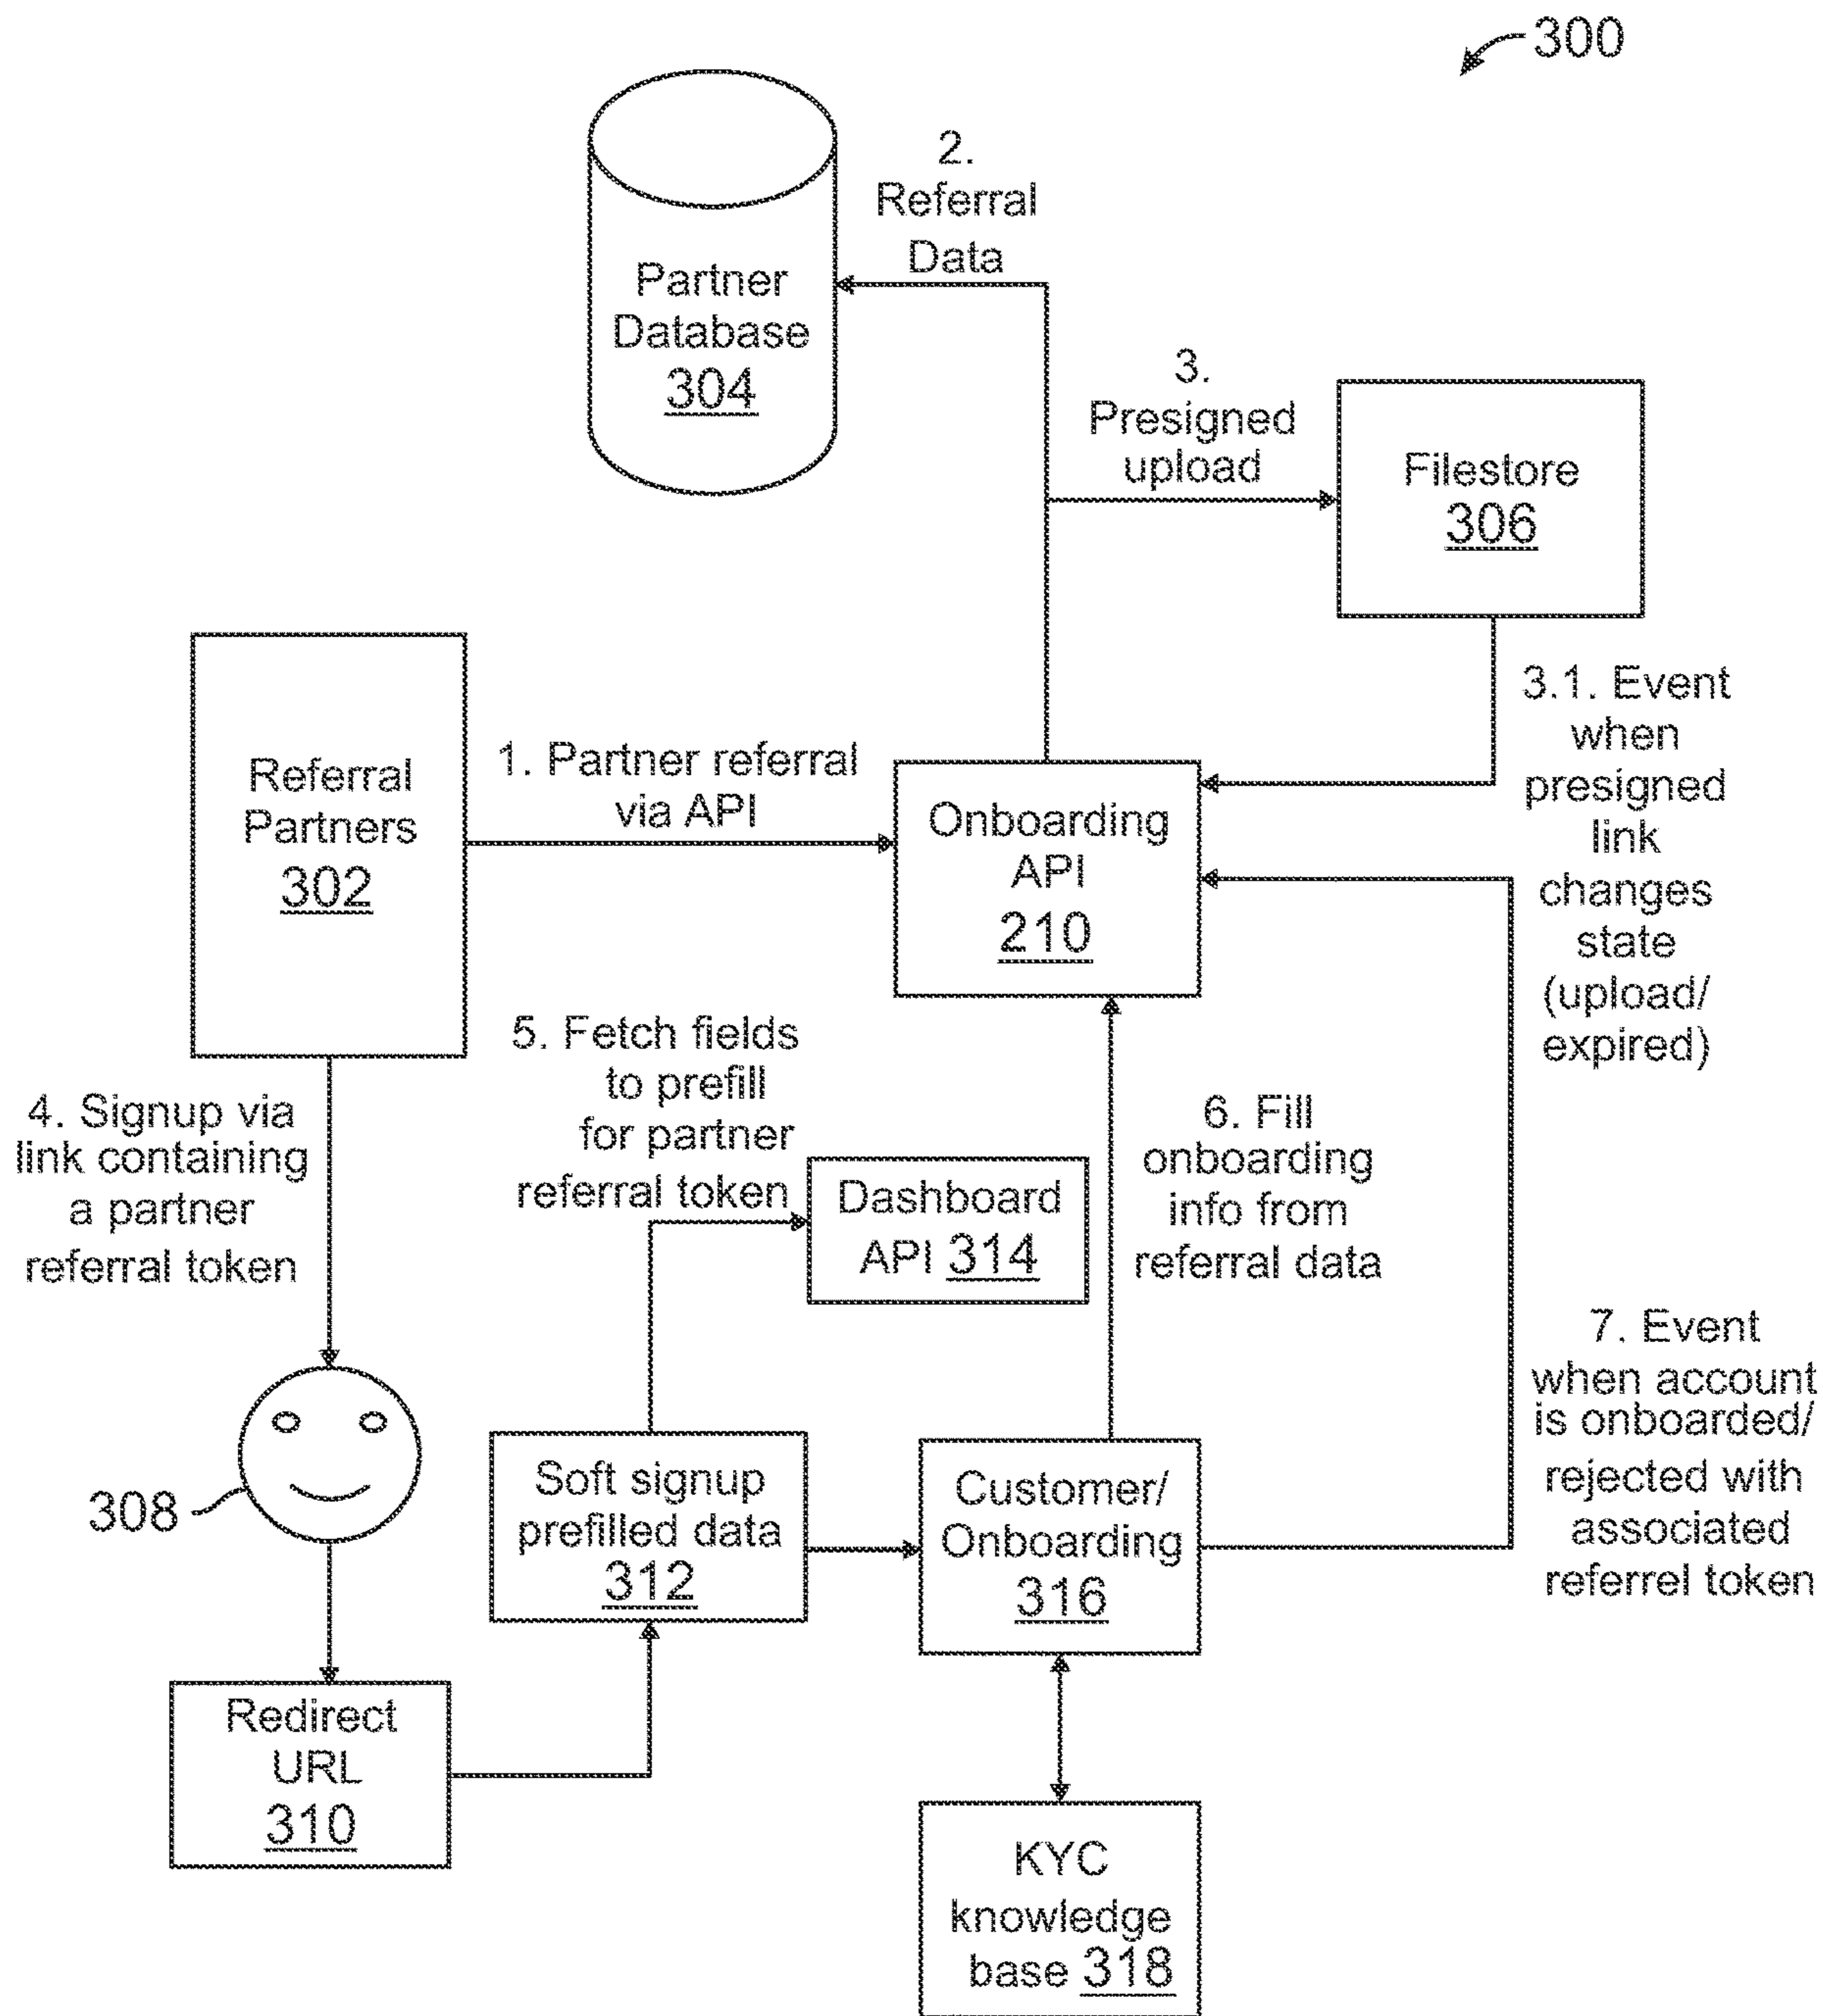 300
2.
Referral
Data
Partner
Database
304
3.
Presigned
upload
Filestore
306
3.1. Event
when
presigned
link
changes
state
(upload/
expired)
Referral
Partners
302
1. Partner referral
via API
Onboarding
API
210
5. Fetch fields
to prefill
for partner
referral token
4. Signup via
link containing
a partner
referral token
Dashboard
API 314
6. Fill
onboarding
info from
referral data
7. Event
when account
is onboarded/
rejected with
associated
referrel token
308
Soft signup
prefilled data
312
Customer/
Onboarding
316
Redirect
URL
310
KYC
knowledge
base 318